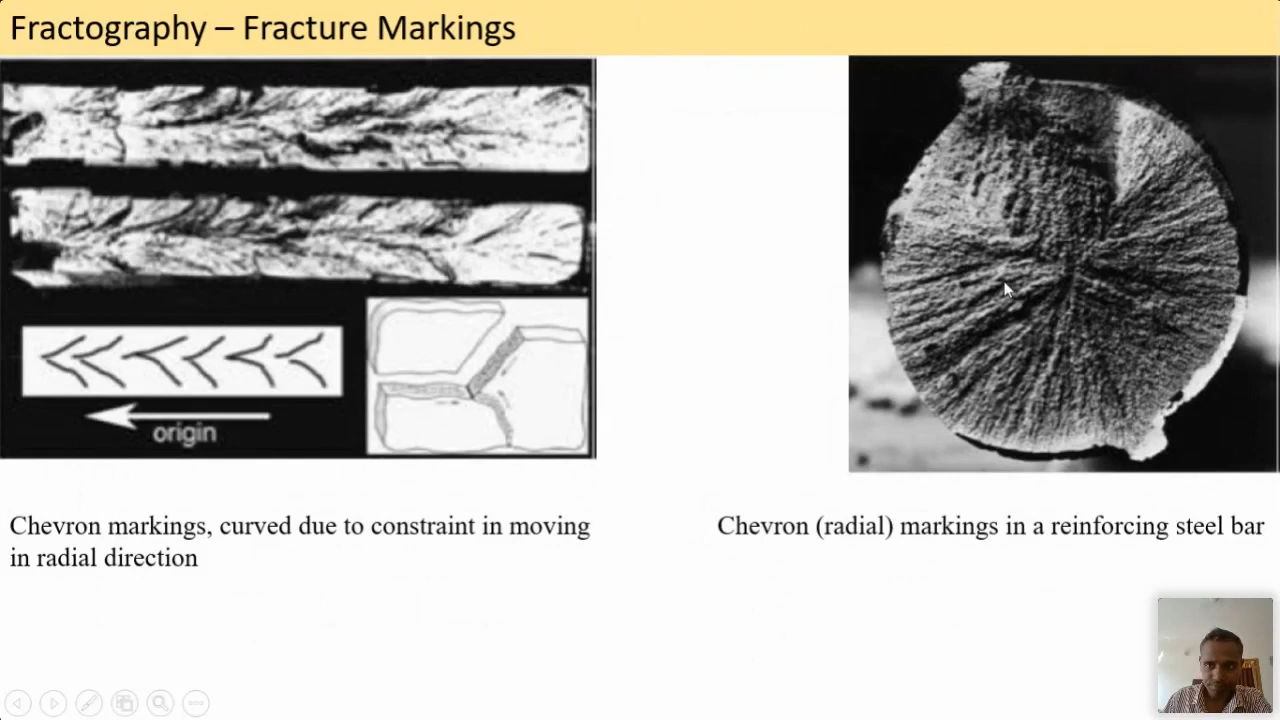 Fractography – Fracture Markings
origin
Chevron markings, curved due to constraint in moving
in radial direction
Chevron (radial) markings in a reinforcing steel bar